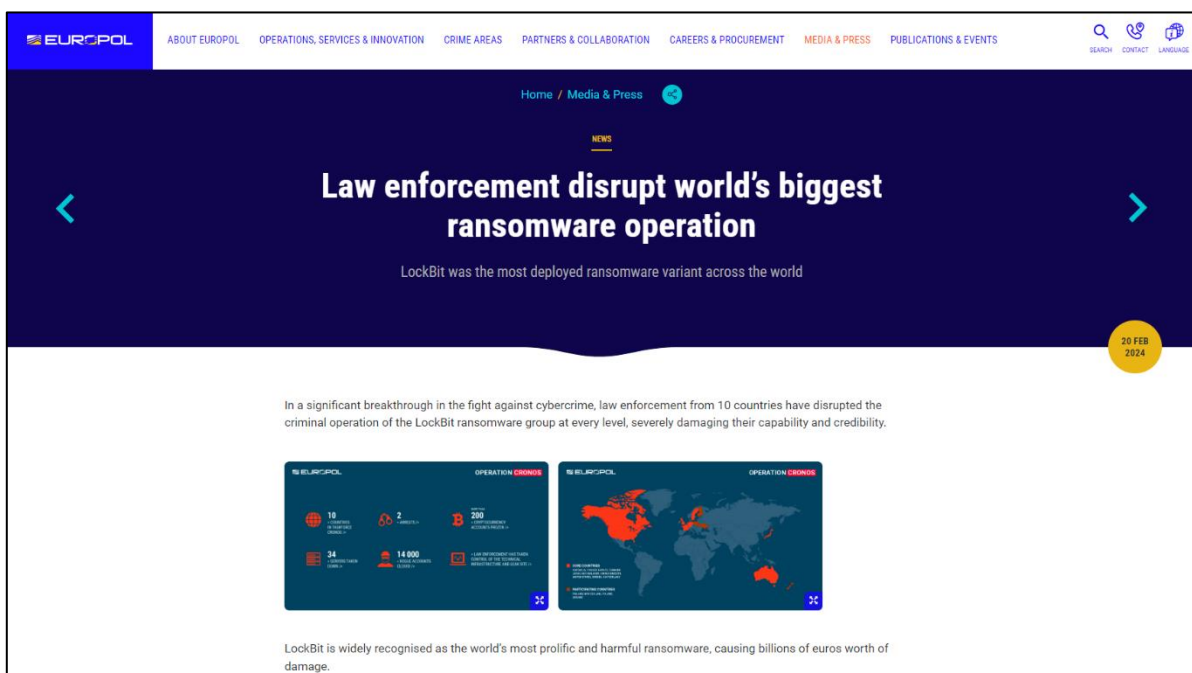 EUROPOL
ABOUT EUROPOL
OPERATIONS, SERVICES & INNOVATION
CRIME AREAS
PARTNERS & COLLABORATION
CAREERS & PROCUREMENT
MEDIA & PRESS
PUBLICATIONS & EVENTS
SEARCH
CONTACT
LANGUAGE
Home / Media & Press
NEWS
Law enforcement disrupt world's biggest
ransomware operation
LockBit was the most deployed ransomware variant across the world
20 FEB
2024
In a significant breakthrough in the fight against cybercrime, law enforcement from 10 countries have disrupted the
criminal operation of the LockBit ransomware group at every level, severely damaging their capability and credibility.
EUROPOL
OPERATION CRONOS
10
2
200
34
14 000
EUROPOL
OPERATION CRONOS
LockBit is widely recognised as the world's most prolific and harmful ransomware, causing billions of euros worth of
damage.